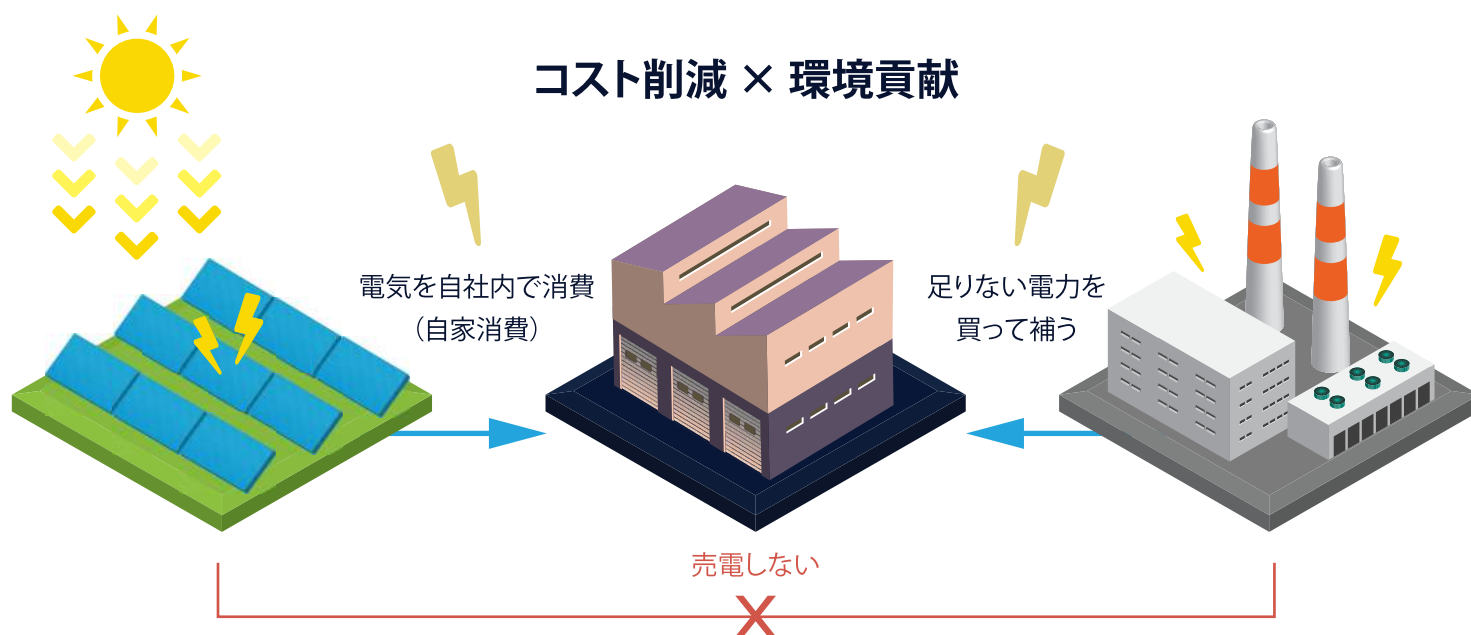 コスト削減 × 環境貢献
電気を自社内で消費
（自家消費）
足りない電力を
買って補う
売電しない